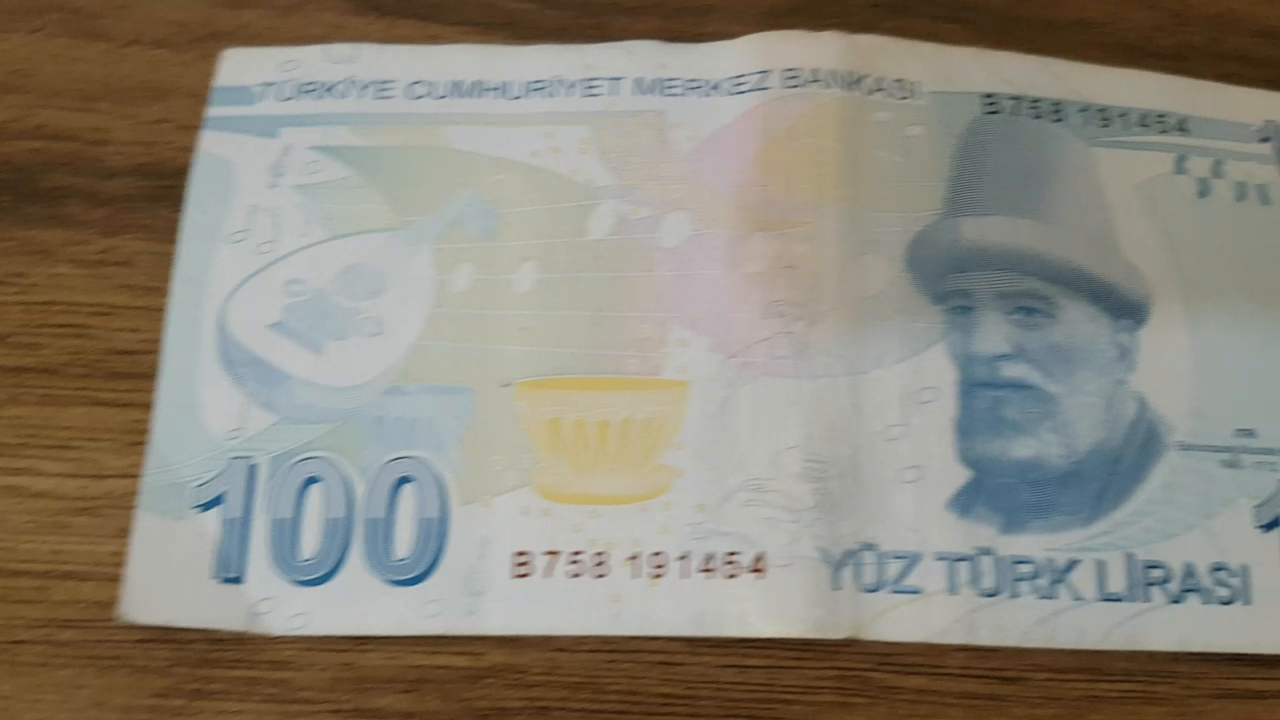 TÜRKİYE CUMHURİYET MERKEZ BANKASI
B758 191454
100
B758 191454
YÜZ TÜRK LİRASI